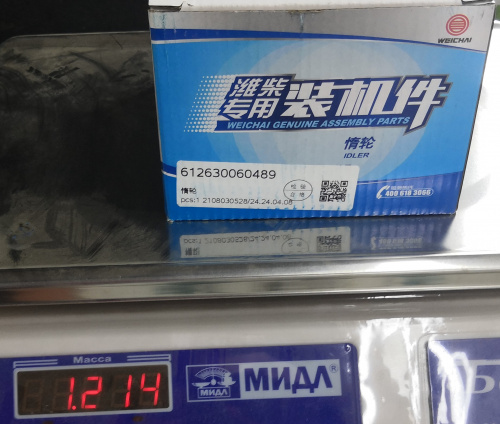 WEICHAI
潍柴
专用
装机件
WEICHAI GENUINE ASSEMBLY PARTS
惰轮
IDLER
612630060489
惰轮
pcs:1 2108030528/24.24.04.08
400 618 3066
Масса
1.214
МИДЛ
МИДЛ®